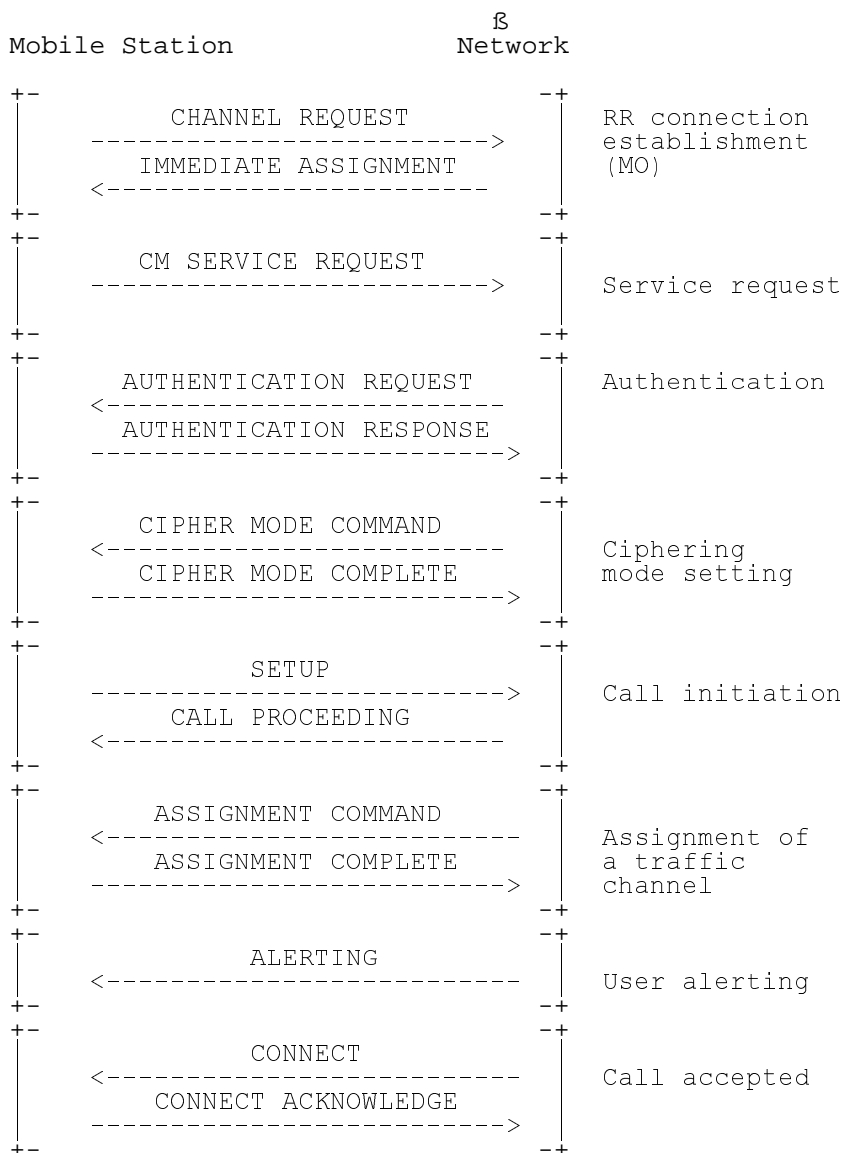 ß
Mobile Station Network
CHANNEL REQUEST RR connection
establishment
IMMEDIATE ASSIGNMENT (MO)
CM SERVICE REQUEST
Service request
AUTHENTICATION REQUEST Authentication
AUTHENTICATION RESPONSE
CIPHER MODE COMMAND
Ciphering
CIPHER MODE COMPLETE mode setting
SETUP
Call initiation
CALL PROCEEDING
ASSIGNMENT COMMAND
Assignment of
ASSIGNMENT COMPLETE a traffic
channel
ALERTING
User alerting
CONNECT
Call accepted
CONNECT ACKNOWLEDGE